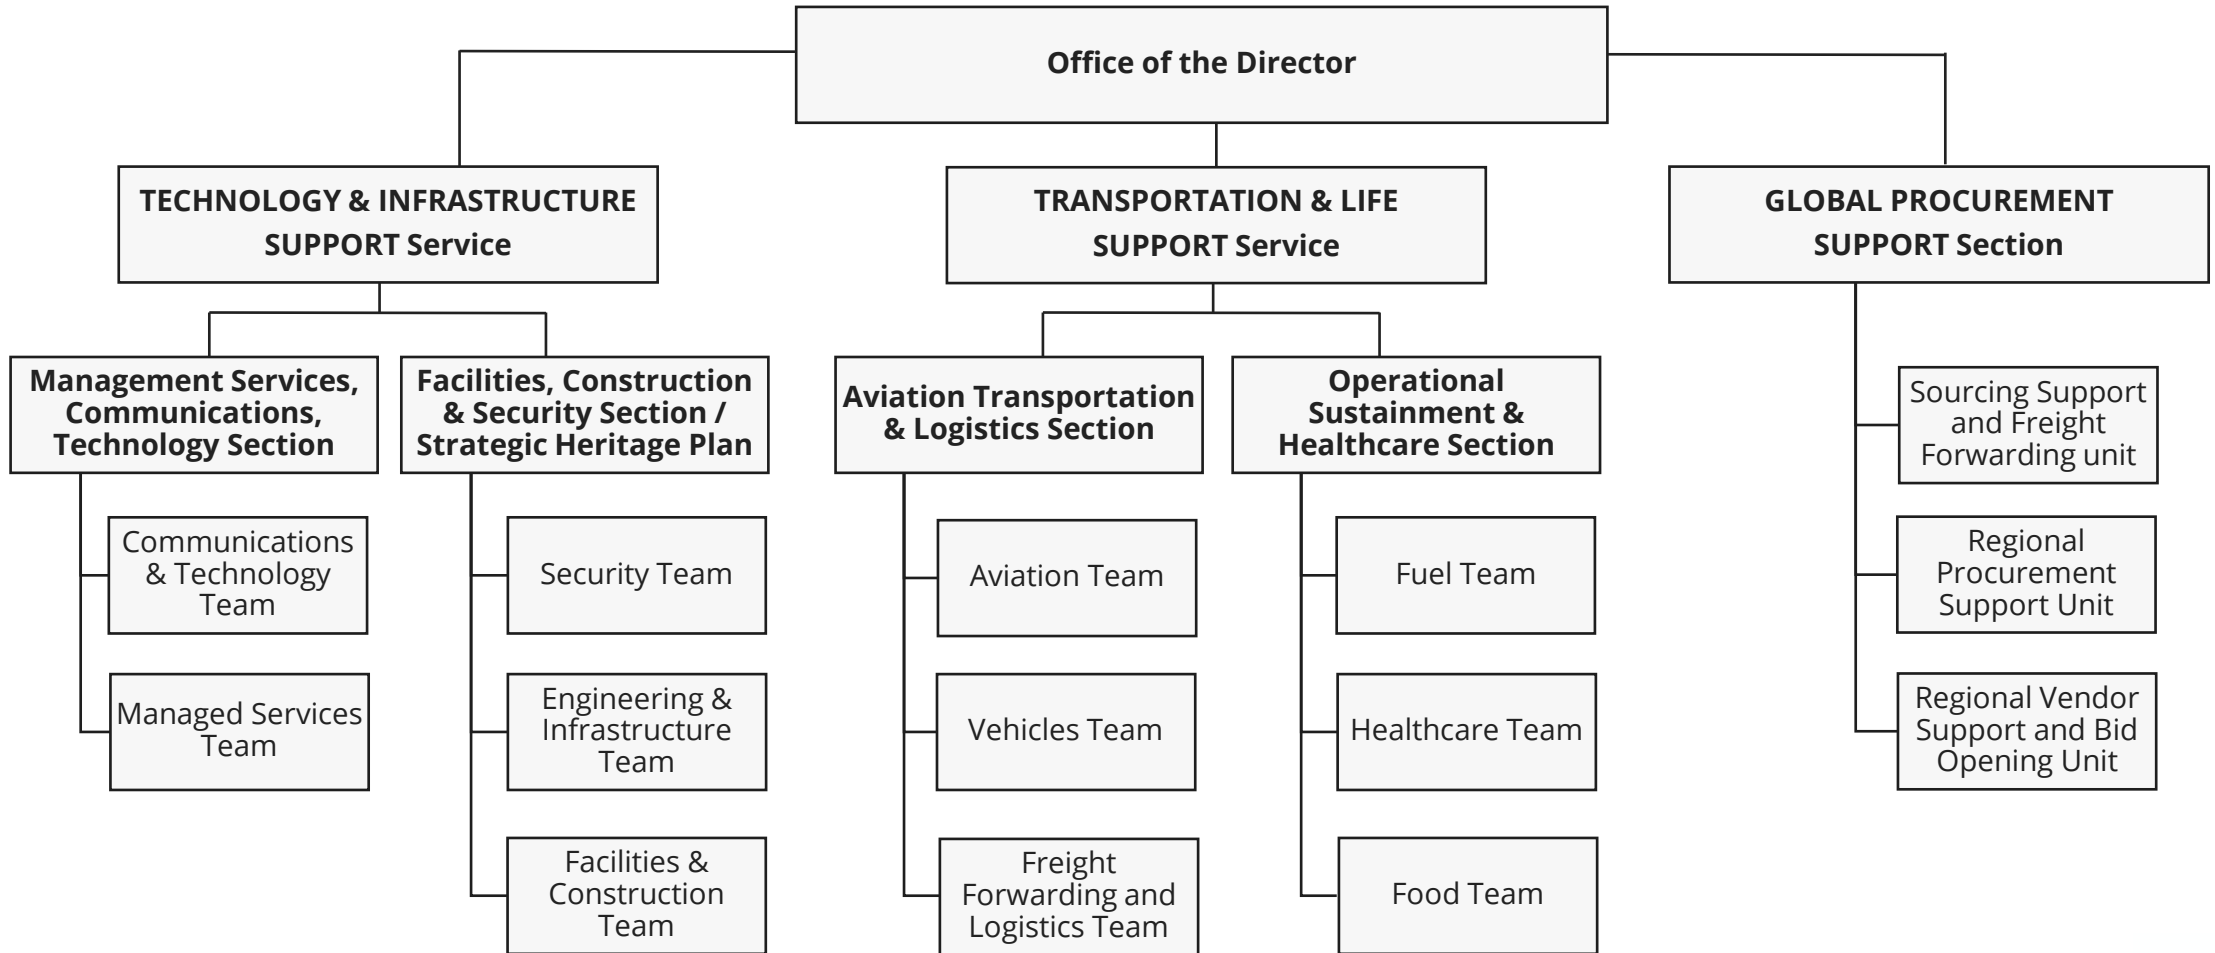 Office of the Director
TECHNOLOGY & INFRASTRUCTURE
SUPPORT Service
TRANSPORTATION & LIFE
SUPPORT Service
GLOBAL PROCUREMENT
SUPPORT Section
Management Services,
Communications,
Technology Section
Facilities, Construction
& Security Section /
Strategic Heritage Plan
Aviation Transportation
& Logistics Section
Operational
Sustainment &
Healthcare Section
Sourcing Support
and Freight
Forwarding unit
Communications
& Technology
Team
Security Team
Aviation Team
Fuel Team
Regional
Procurement
Support Unit
Managed Services
Team
Engineering &
Infrastructure
Team
Vehicles Team
Healthcare Team
Regional Vendor
Support and Bid
Opening Unit
Facilities &
Construction
Team
Freight
Forwarding and
Logistics Team
Food Team